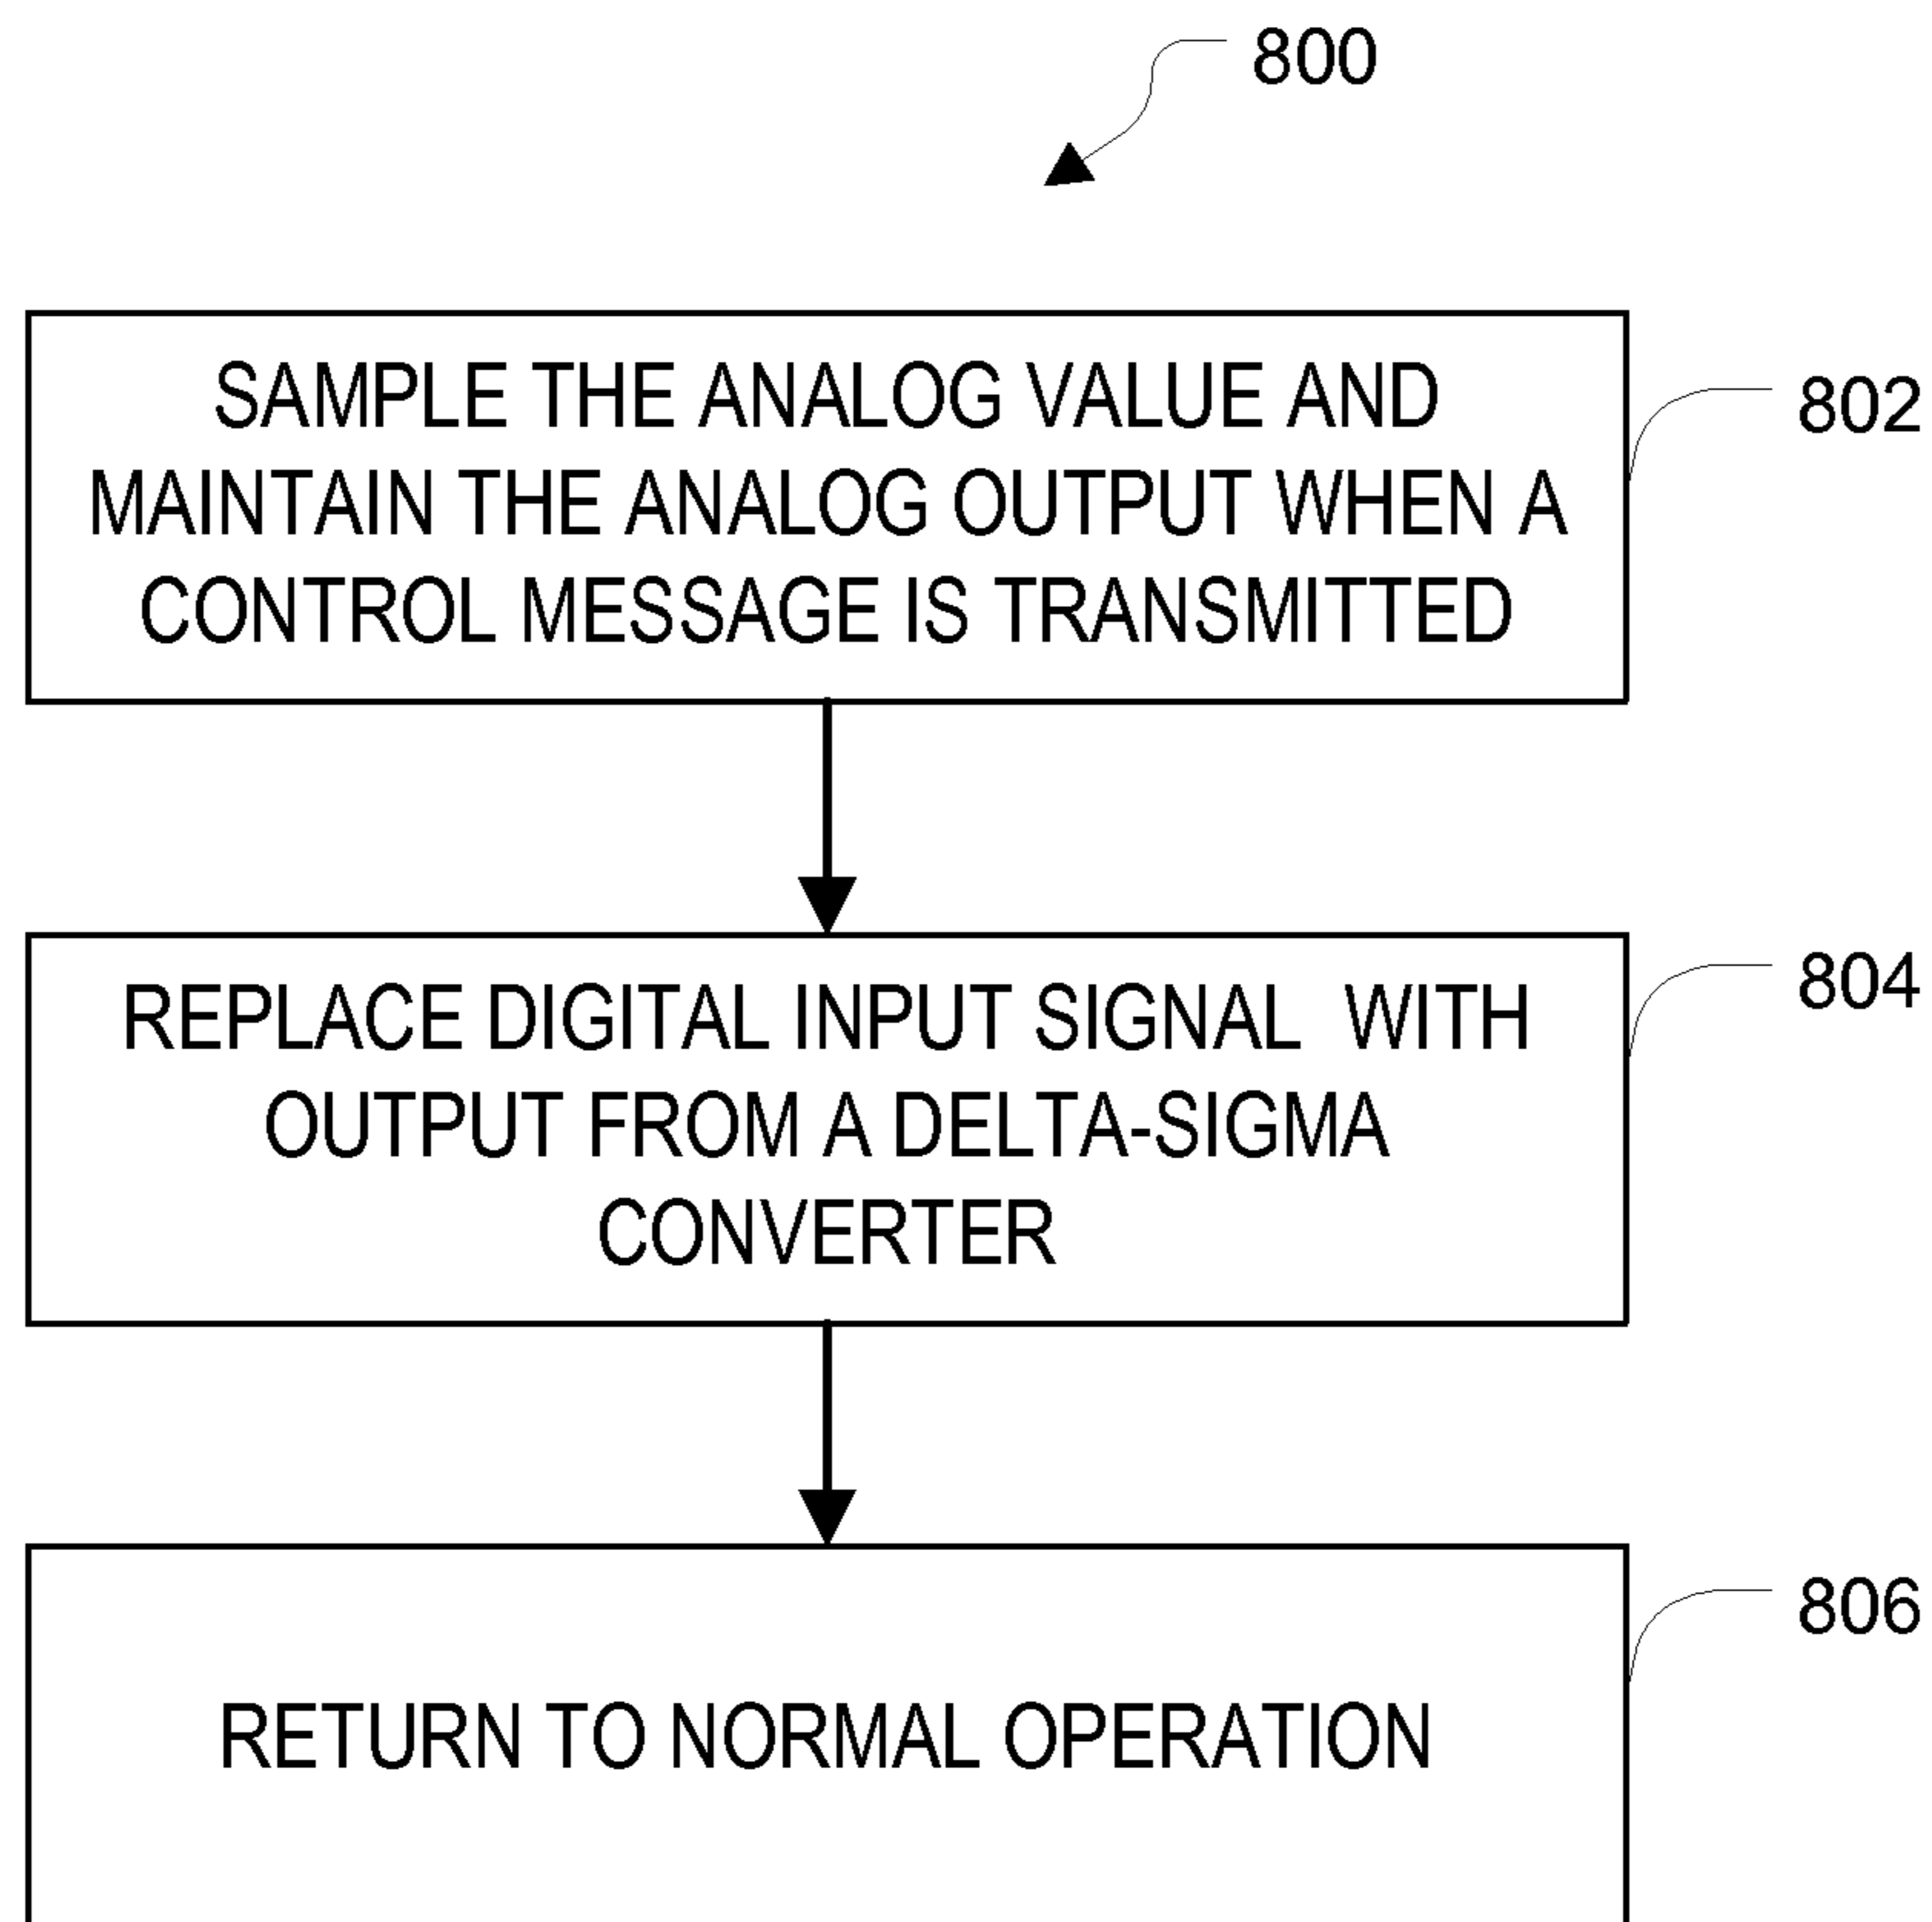 800
SAMPLE THE ANALOG VALUE AND
MAINTAIN THE ANALOG OUTPUT WHEN A
CONTROL MESSAGE IS TRANSMITTED
802
REPLACE DIGITAL INPUT SIGNAL WITH
OUTPUT FROM A DELTA-SIGMA
CONVERTER
804
RETURN TO NORMAL OPERATION
806